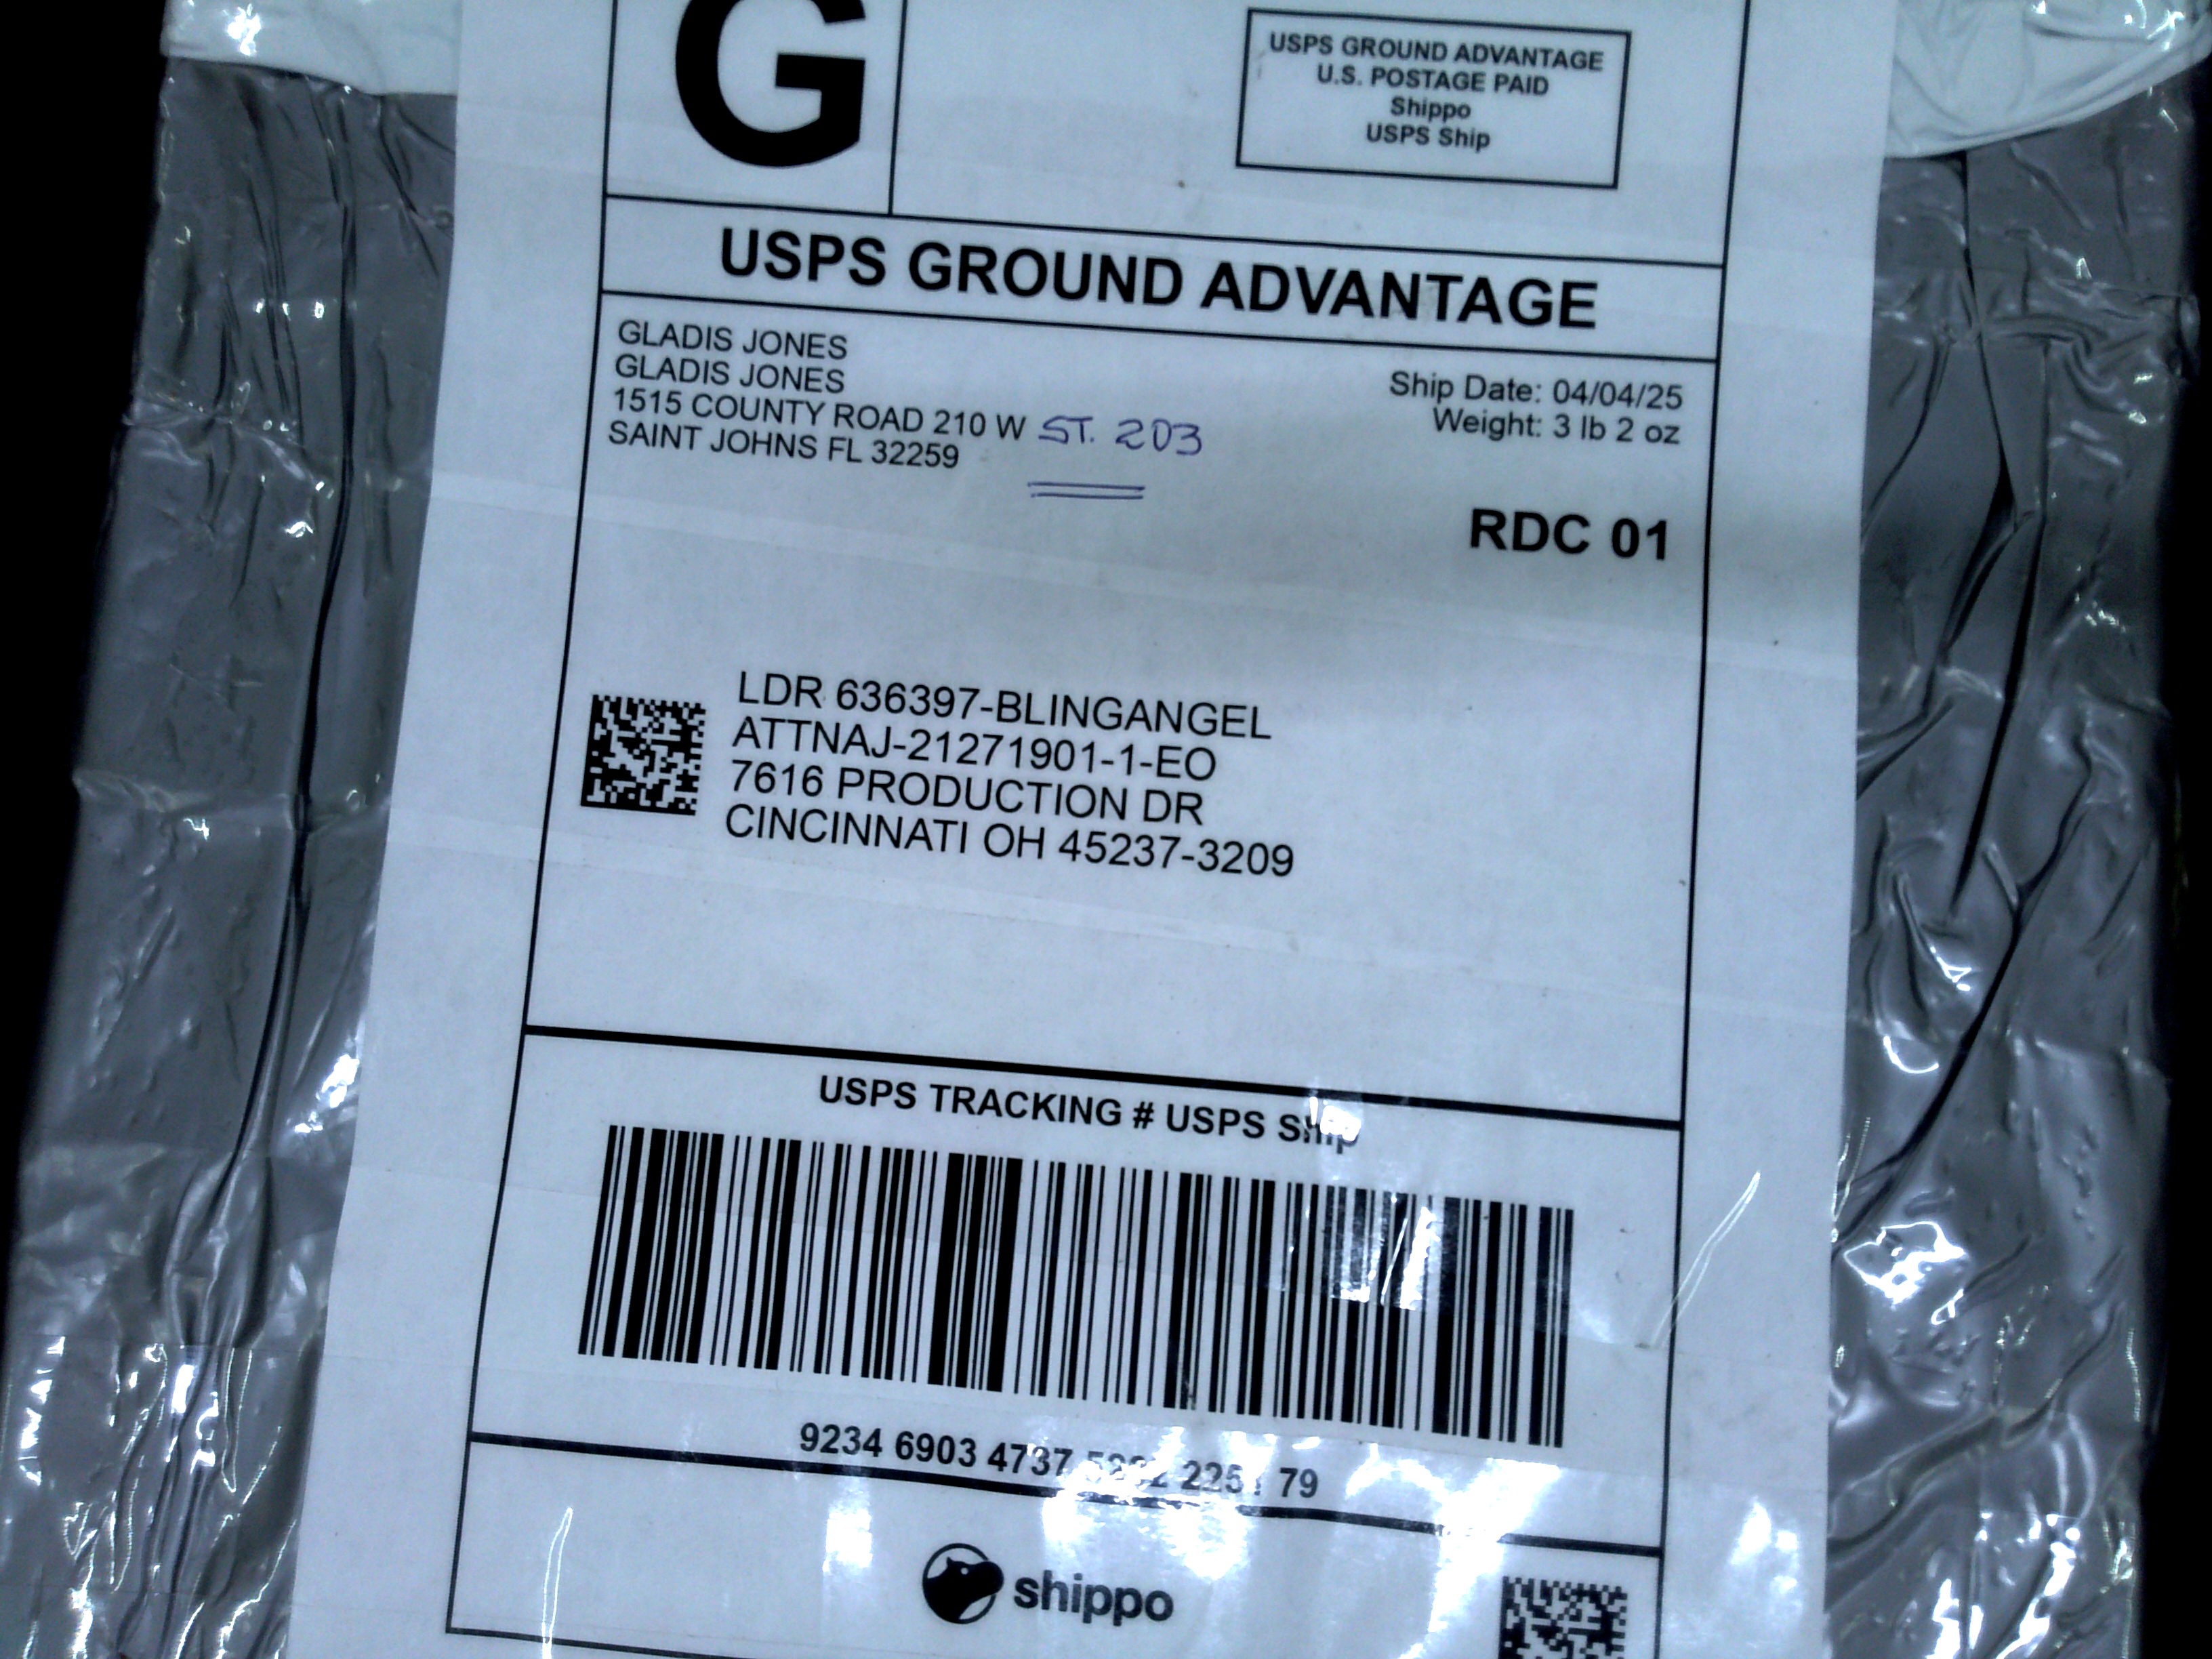 G
USPS GROUND ADVANTAGE
U.S. POSTAGE PAID
Shippo
USPS Ship
USPS GROUND ADVANTAGE
GLADIS JONES
GLADIS JONES
1515 COUNTY ROAD 210 W ST. 203
SAINT JOHNS FL 32259
Ship Date: 04/04/25
Weight: 3 lb 2 oz
RDC 01
LDR 636397-BLINGANGEL
ATTNAJ-21271901-1-EO
7616 PRODUCTION DR
CINCINNATI OH 45237-3209
USPS TRACKING # USPS Ship
9234 6903 4737 79
shippo